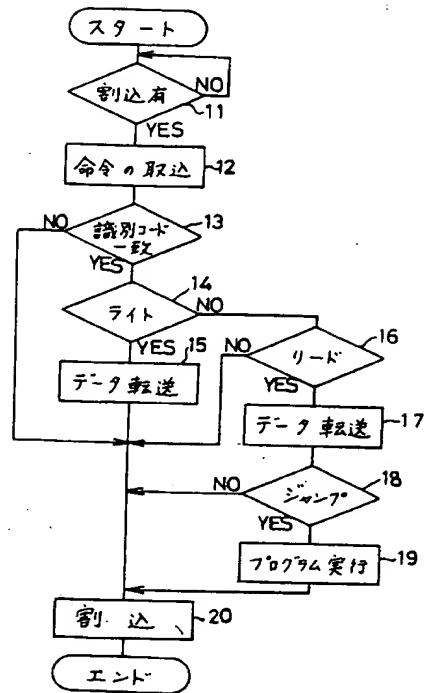 スタート
NO
割込有
11
YES
命令の取込
12
13
NO
識別コード
一致
YES
14
ライト
NO
16
YES
15
NO
リード
データ転送
YES
データ転送
17
18
NO
ジャンプ
YES
プログラム実行
19
割込
20
エンド